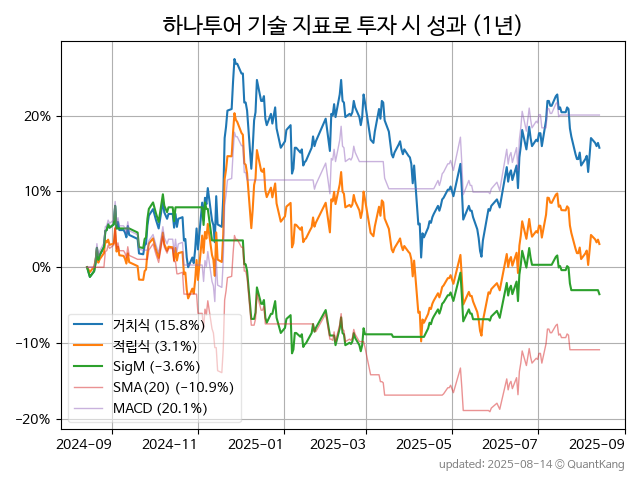 하나투어 기술 지표로 투자 시 성과 (1년)
20%
10%
0%
−10%
−20%
거치식 (15.8%)
적립식 (3.1%)
SigM (−3.6%)
SMA(20) (−10.9%)
MACD (20.1%)
2024-09 2024-11 2025-01 2025-03 2025-05 2025-07 2025-09
updated: 2025-08-14 © QuantKang